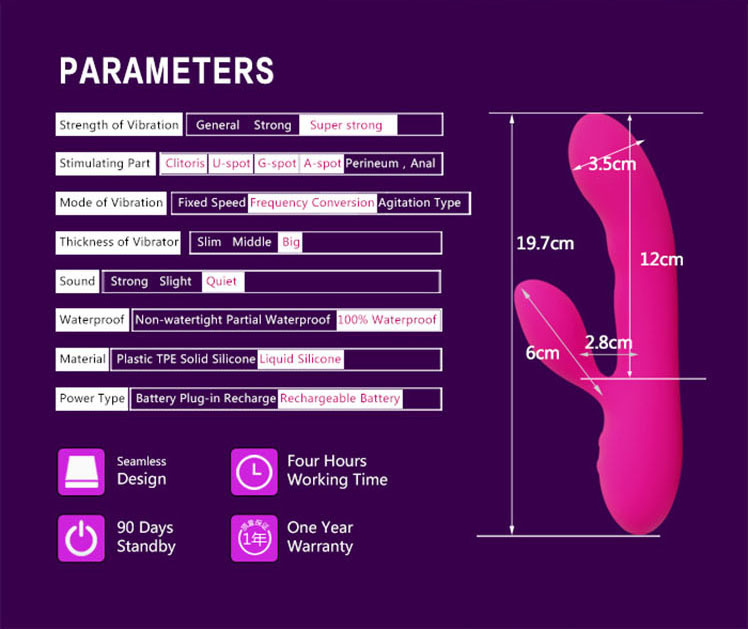 PARAMETERS
Strength of Vibration General Strong Super strong
Stimulating Part Clitoris U-spot G-spot A-spot Perineum , Anal
Mode of Vibration Fixed Speed Frequency Conversion Agitation Type
Thickness of Vibrator Slim Middle Big
Sound Strong Slight Quiet
Waterproof Non-watertight Partial Waterproof 100% Waterproof
Material Plastic TPE Solid Silicone Liquid Silicone
Power Type Battery Plug-in Recharge Rechargeable Battery
3.5cm
19.7cm
12cm
2.8cm
6cm
Seamless
Design
Four Hours
Working Time
90 Days
Standby
质量保证
1年
One Year
Warranty